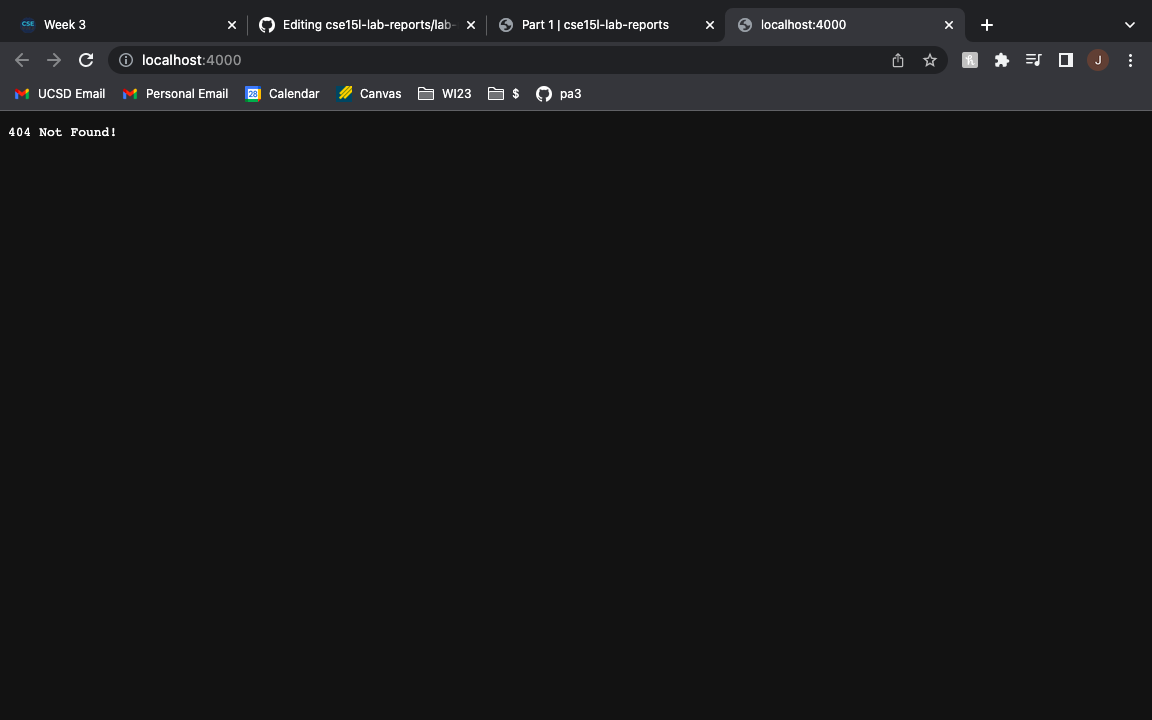 CSE Week 3
Editing cse15l-lab-reports/lab-
Part 1 | cse15l-lab-reports
localhost:4000
localhost:4000
J
UCSD Email
Personal Email
28 Calendar
Canvas
WI23
$
pa3
404 Not Found!